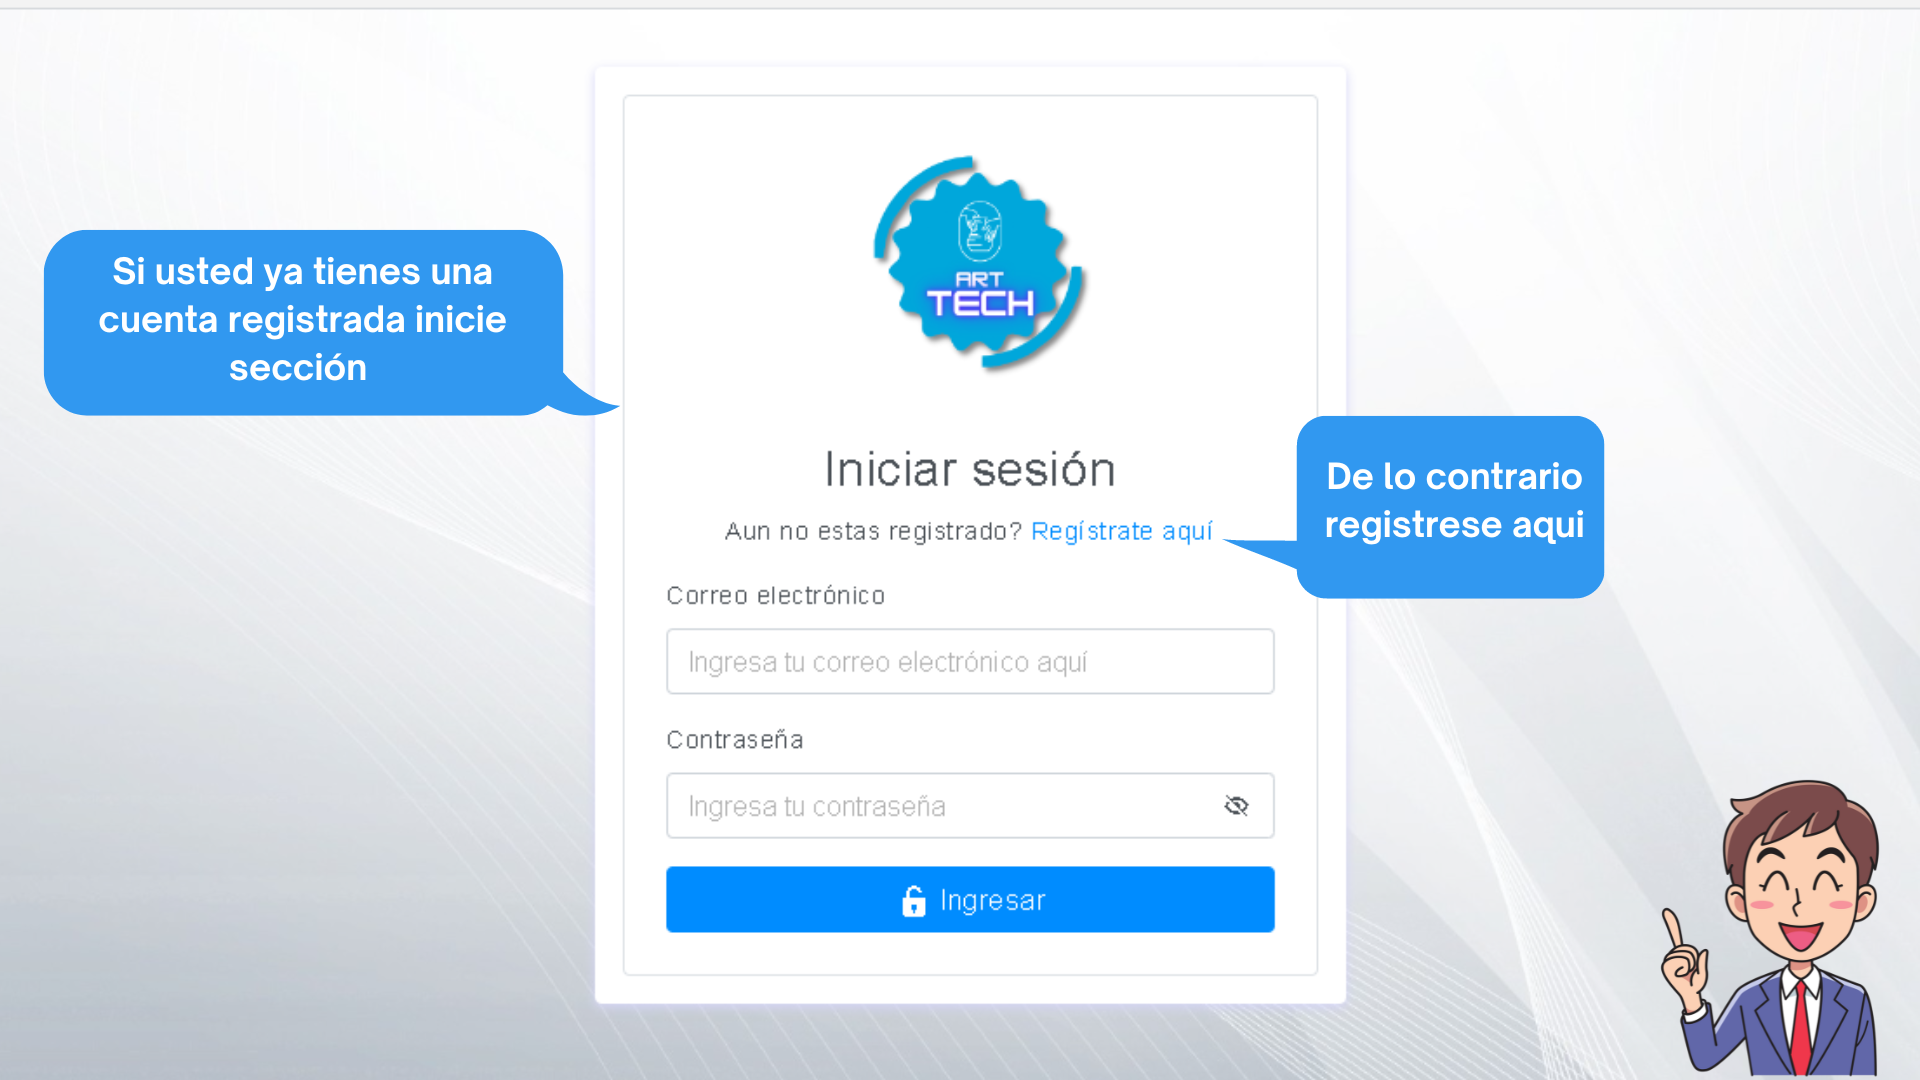 Si usted ya tienes una
cuenta registrada inicie
sección
ART
TECH
Iniciar sesión
Aun no estas registrado? Regístrate aquí
De lo contrario
registrese aqui
Correo electrónico
Ingresa tu correo electrónico aquí
Contraseña
Ingresa tu contraseña
Ingresar